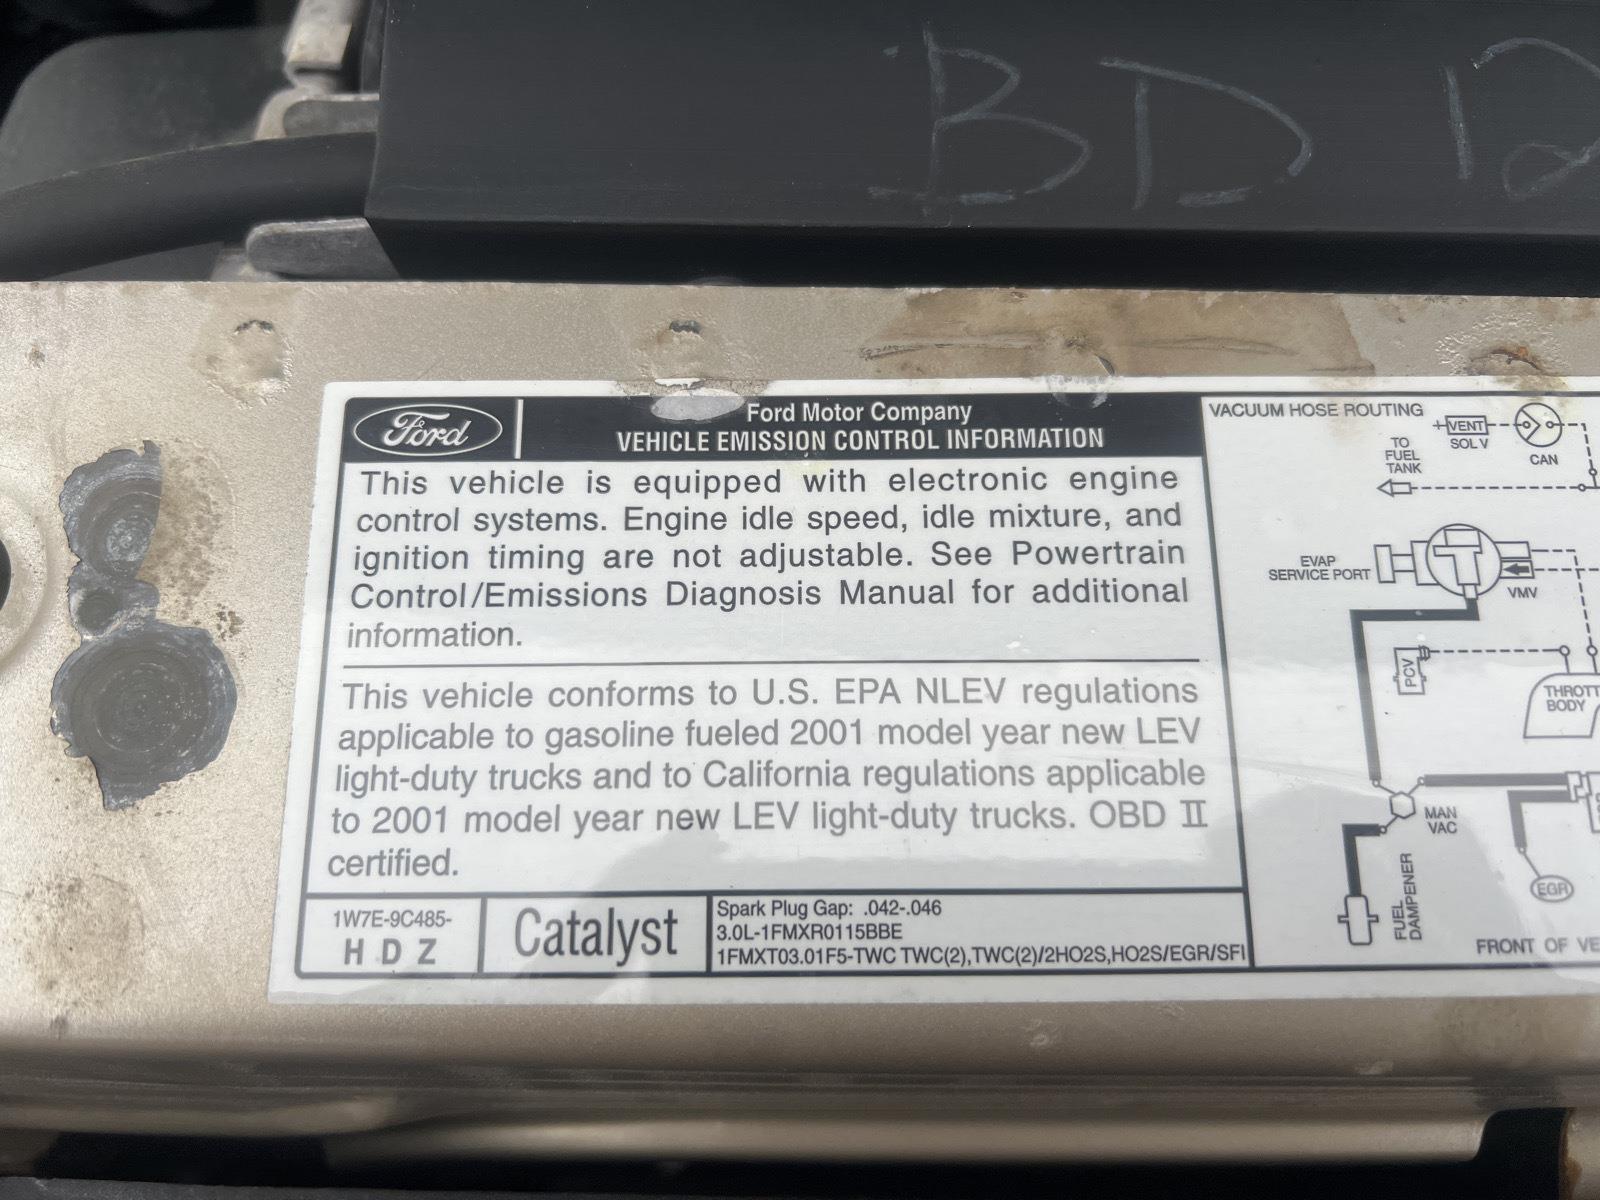 BD 12
Ford
Ford Motor Company
VEHICLE EMISSION CONTROL INFORMATION
This vehicle is equipped with electronic engine
control systems. Engine idle speed, idle mixture, and
ignition timing are not adjustable. See Powertrain
Control/Emissions Diagnosis Manual for additional
information.
This vehicle conforms to U.S. EPA NLEV regulations
applicable to gasoline fueled 2001 model year new LEV
light-duty trucks and to California regulations applicable
to 2001 model year new LEV light-duty trucks. OBD II
certified.
1W7E-9C485-
H D Z
Catalyst
Spark Plug Gap: .042-.046
3.0L-1FMXR0115BBE
1FMXT03.01F5-TWC TWC(2),TWC(2)/2HO2S,HO2S/EGR/SFI
VACUUM HOSE ROUTING
VENT
SOL V
CAN
TO
FUEL
TANK
EVAP
SERVICE PORT
VMV
PCV
THROTT
BODY
MAN
VAC
EGR
FUEL
DAMPENER
FRONT OF VE